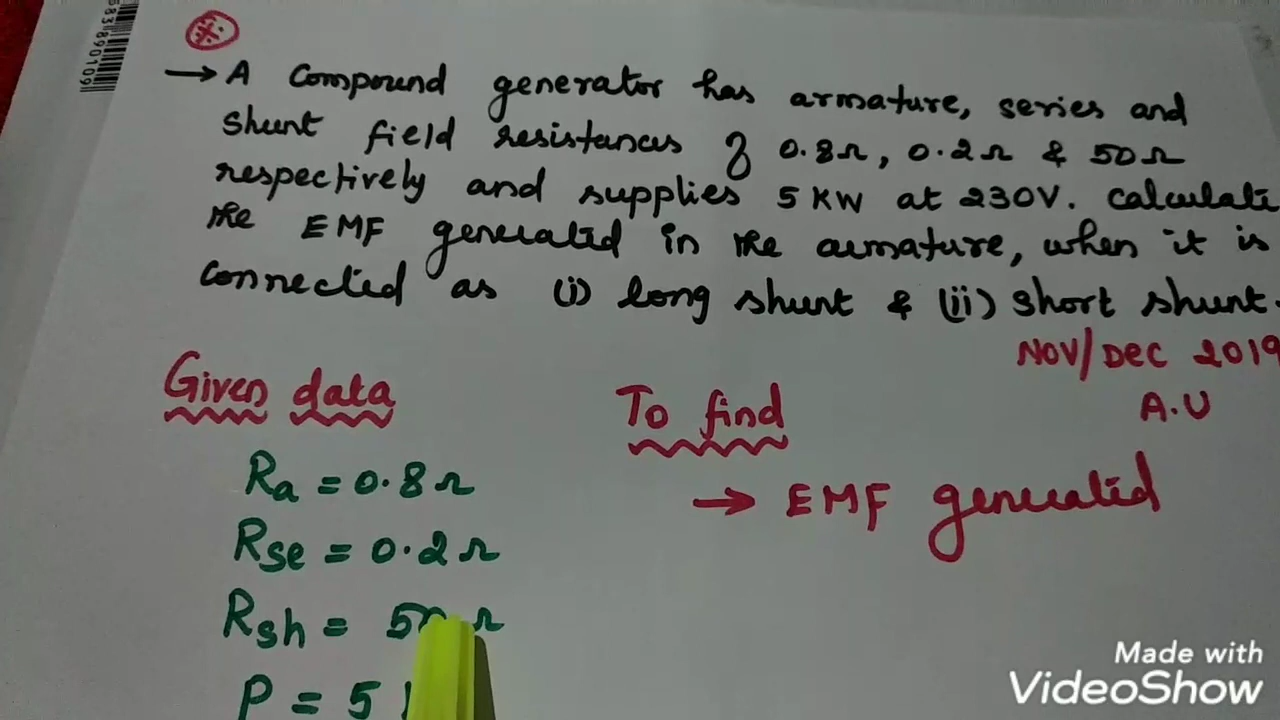 → A Compound generator has armature, series and
shunt field resistances of 0.8Ω, 0.2Ω & 50Ω
respectively and supplies 5 KW at 230V. Calculate
the EMF generated in the armature, when it is
connected as (i) long shunt & (ii) short shunt.
NOV/DEC 2019
A.U
Given data
To find
Ra = 0.8Ω
→ EMF generated
Rse = 0.2Ω
Rsh = 50Ω
P = 5
Made with
VideoShow